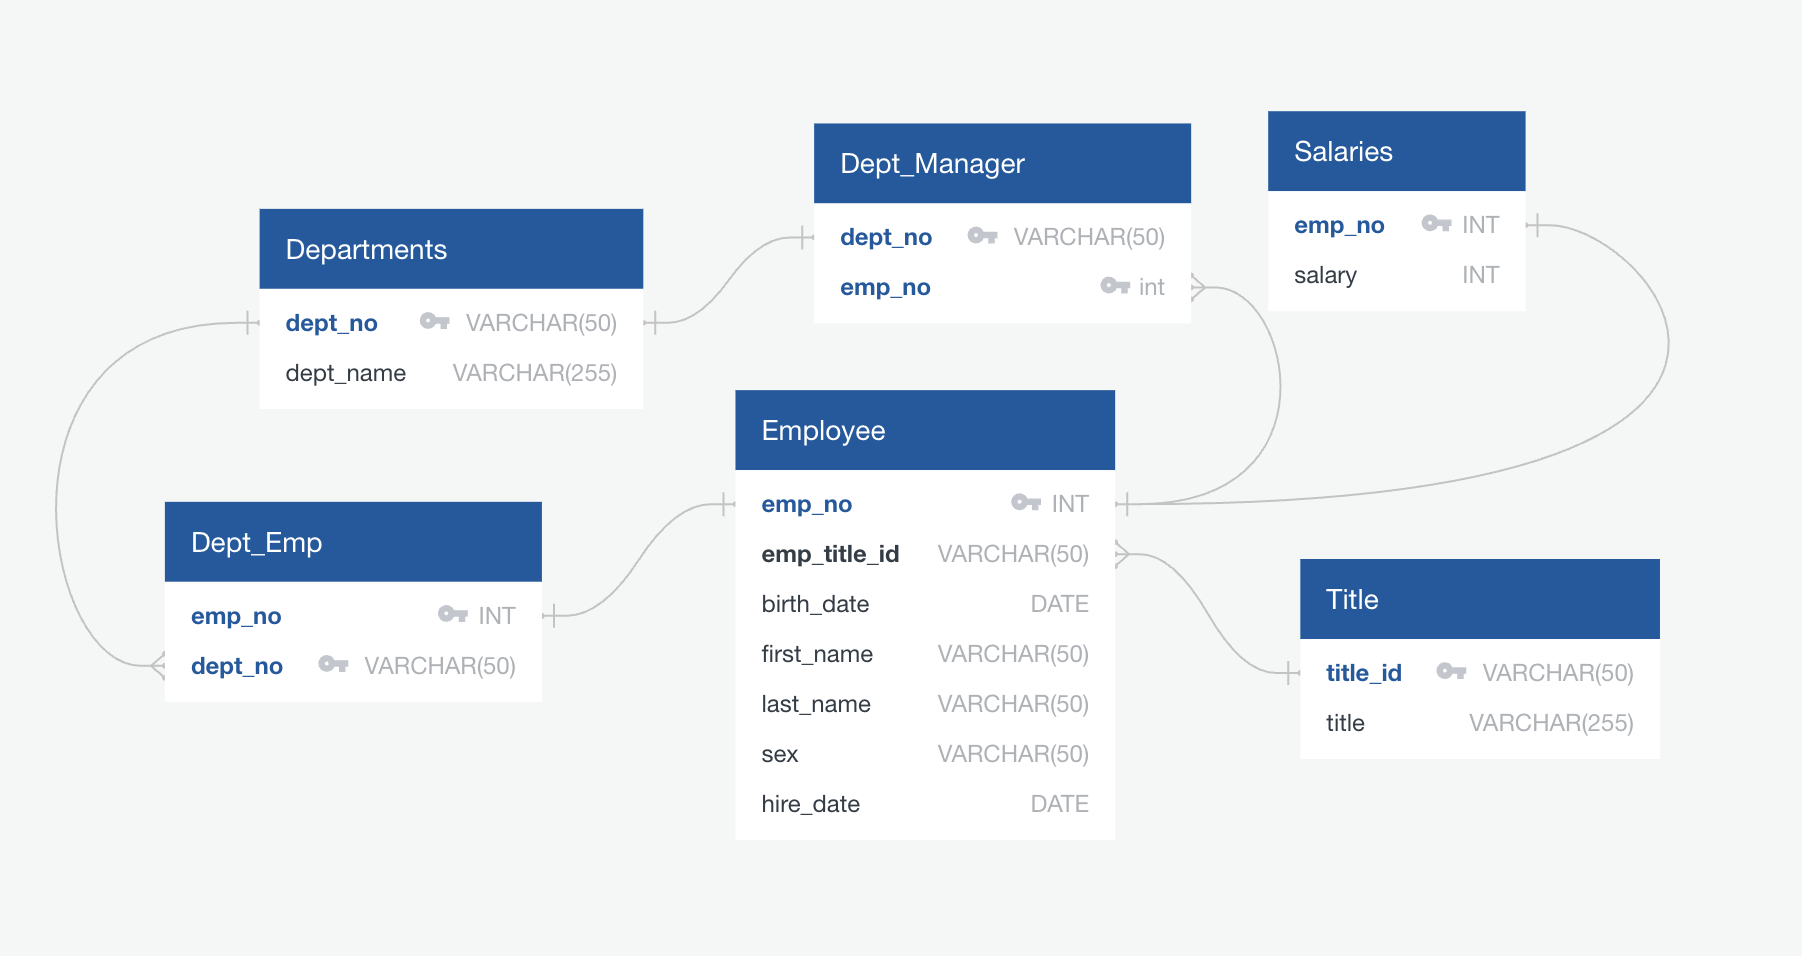 Departments
dept_no VARCHAR(50)
dept_name VARCHAR(255)
Dept_Manager
dept_no VARCHAR(50)
emp_no int
Salaries
emp_no INT
salary INT
Dept_Emp
emp_no INT
dept_no VARCHAR(50)
Employee
emp_no INT
emp_title_id VARCHAR(50)
birth_date DATE
first_name VARCHAR(50)
last_name VARCHAR(50)
sex VARCHAR(50)
hire_date DATE
Title
title_id VARCHAR(50)
title VARCHAR(255)